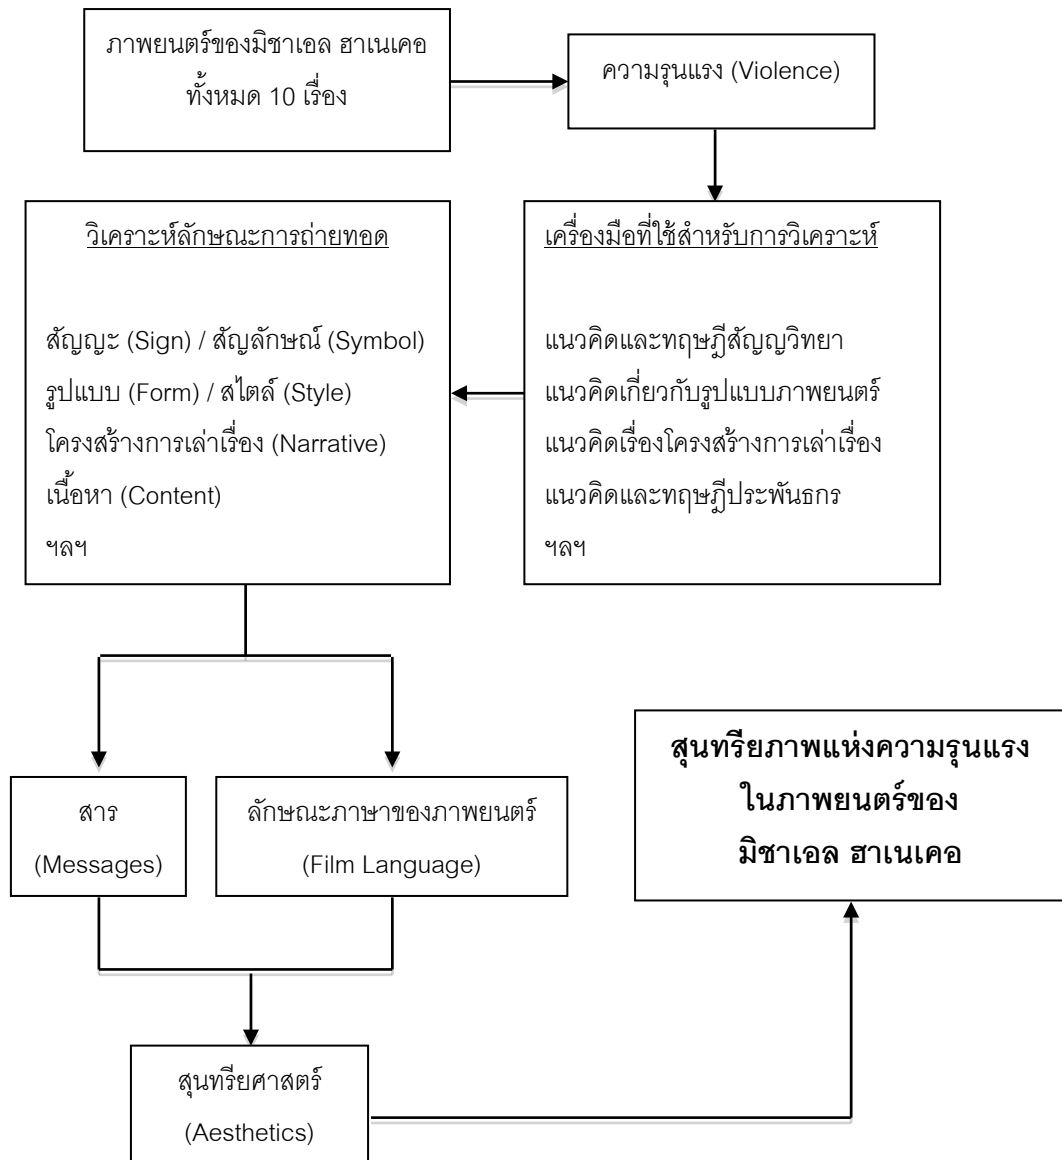 ภาพยนตร์ของมิชาเอล ฮาเนเคอ
ทั้งหมด 10 เรื่อง
ความรุนแรง (Violence)
เครื่องมือที่ใช้สำหรับการวิเคราะห์
แนวคิดและทฤษฎีสัญญวิทยา
แนวคิดเกี่ยวกับรูปแบบภาพยนตร์
แนวคิดเรื่องโครงสร้างการเล่าเรื่อง
แนวคิดและทฤษฎีประพันธกร
ฯลฯ
วิเคราะห์ลักษณะการถ่ายทอด
สัญญะ (Sign) / สัญลักษณ์ (Symbol)
รูปแบบ (Form) / สไตล์ (Style)
โครงสร้างการเล่าเรื่อง (Narrative)
เนื้อหา (Content)
ฯลฯ
สาร
(Messages)
ลักษณะภาษาของภาพยนตร์
(Film Language)
สุนทรียศาสตร์
(Aesthetics)
สุนทรียภาพแห่งความรุนแรง
ในภาพยนตร์ของ
มิชาเอล ฮาเนเคอ